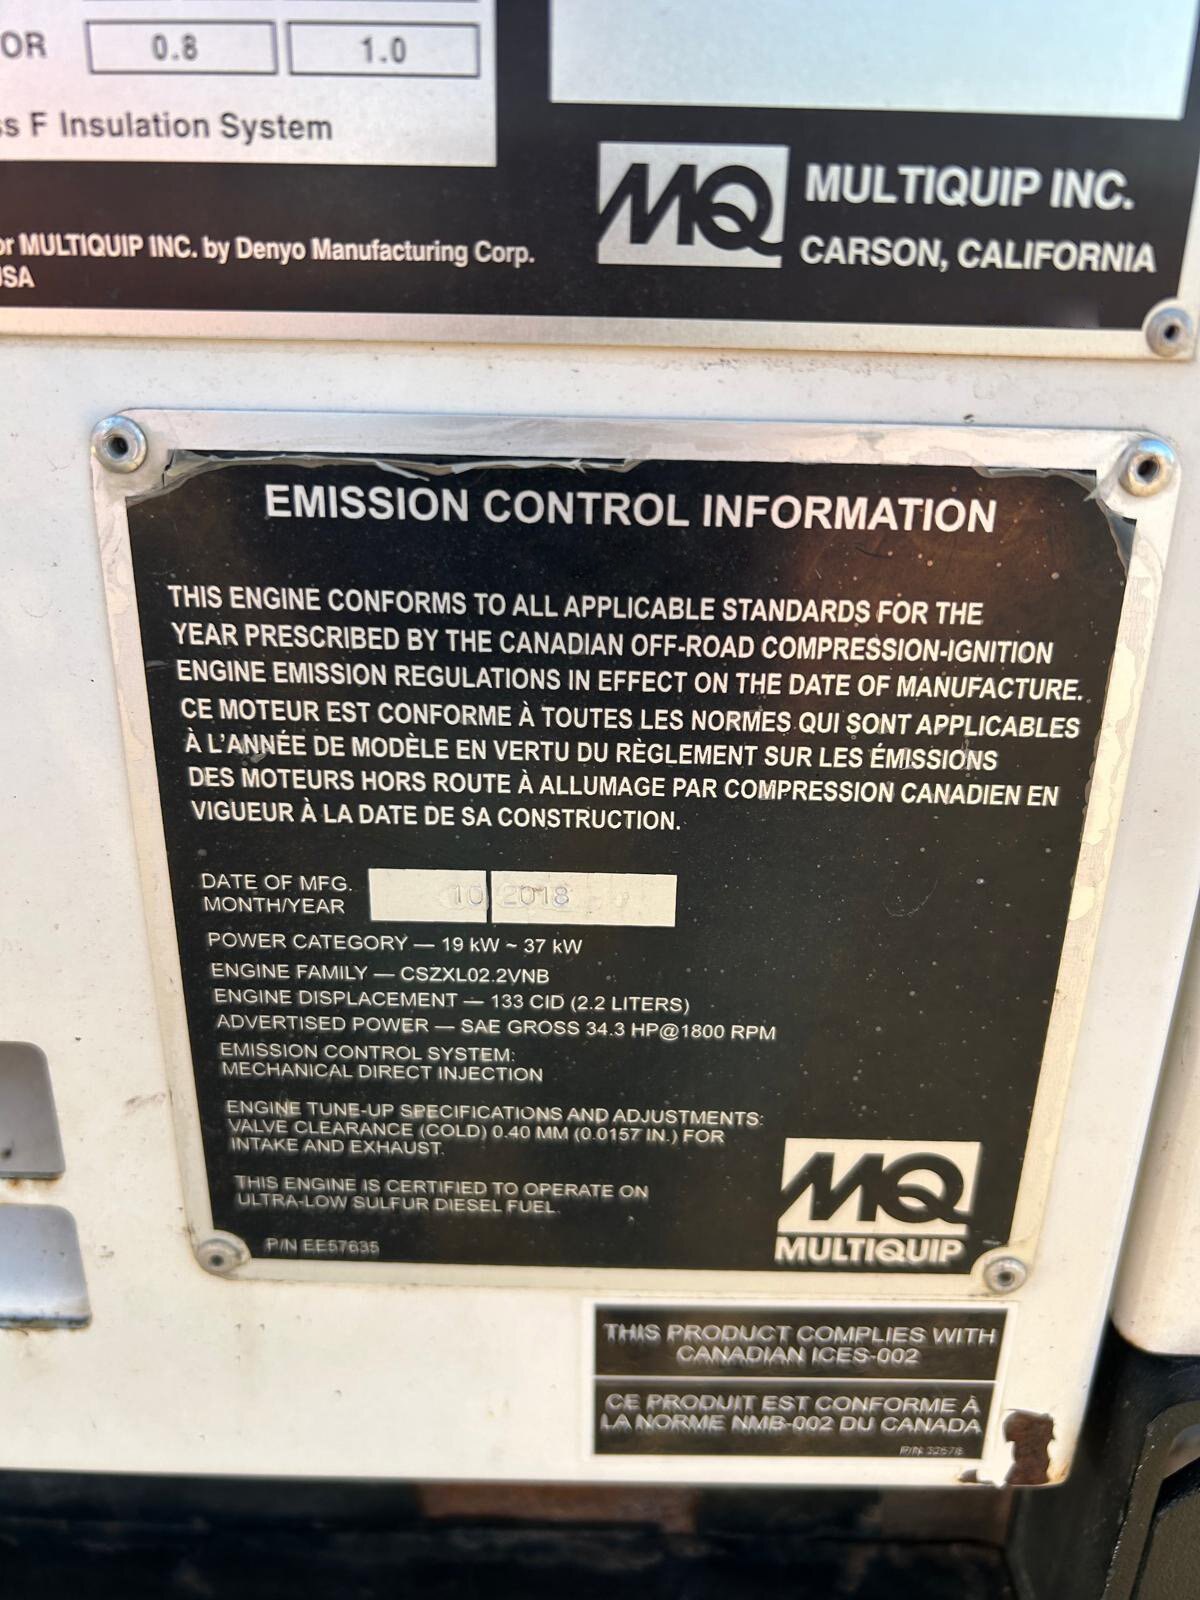 OR 0.8 1.0
ss F Insulation System
MQ MULTIQUIP INC.
CARSON, CALIFORNIA
or MULTIQUIP INC. by Denyo Manufacturing Corp.
USA
EMISSION CONTROL INFORMATION
THIS ENGINE CONFORMS TO ALL APPLICABLE STANDARDS FOR THE
YEAR PRESCRIBED BY THE CANADIAN OFF-ROAD COMPRESSION-IGNITION
ENGINE EMISSION REGULATIONS IN EFFECT ON THE DATE OF MANUFACTURE.
CE MOTEUR EST CONFORME À TOUTES LES NORMES QUI SONT APPLICABLES
À L'ANNÉE DE MODÈLE EN VERTU DU RÈGLEMENT SUR LES ÉMISSIONS
DES MOTEURS HORS ROUTE À ALLUMAGE PAR COMPRESSION CANADIEN EN
VIGUEUR À LA DATE DE SA CONSTRUCTION.
DATE OF MFG. 10 2018
MONTH/YEAR
POWER CATEGORY — 19 kW ~ 37 kW
ENGINE FAMILY — CSZXL02.2VNB
ENGINE DISPLACEMENT — 133 CID (2.2 LITERS)
ADVERTISED POWER — SAE GROSS 34.3 HP@1800 RPM
EMISSION CONTROL SYSTEM:
MECHANICAL DIRECT INJECTION
ENGINE TUNE-UP SPECIFICATIONS AND ADJUSTMENTS:
VALVE CLEARANCE (COLD) 0.40 MM (0.0157 IN.) FOR
INTAKE AND EXHAUST.
THIS ENGINE IS CERTIFIED TO OPERATE ON
ULTRA-LOW SULFUR DIESEL FUEL.
P/N EE57635
MQ
MULTIQUIP
THIS PRODUCT COMPLIES WITH
CANADIAN ICES-002
CE PRODUIT EST CONFORME À
LA NORME NMB-002 DU CANADA
P/N 32578